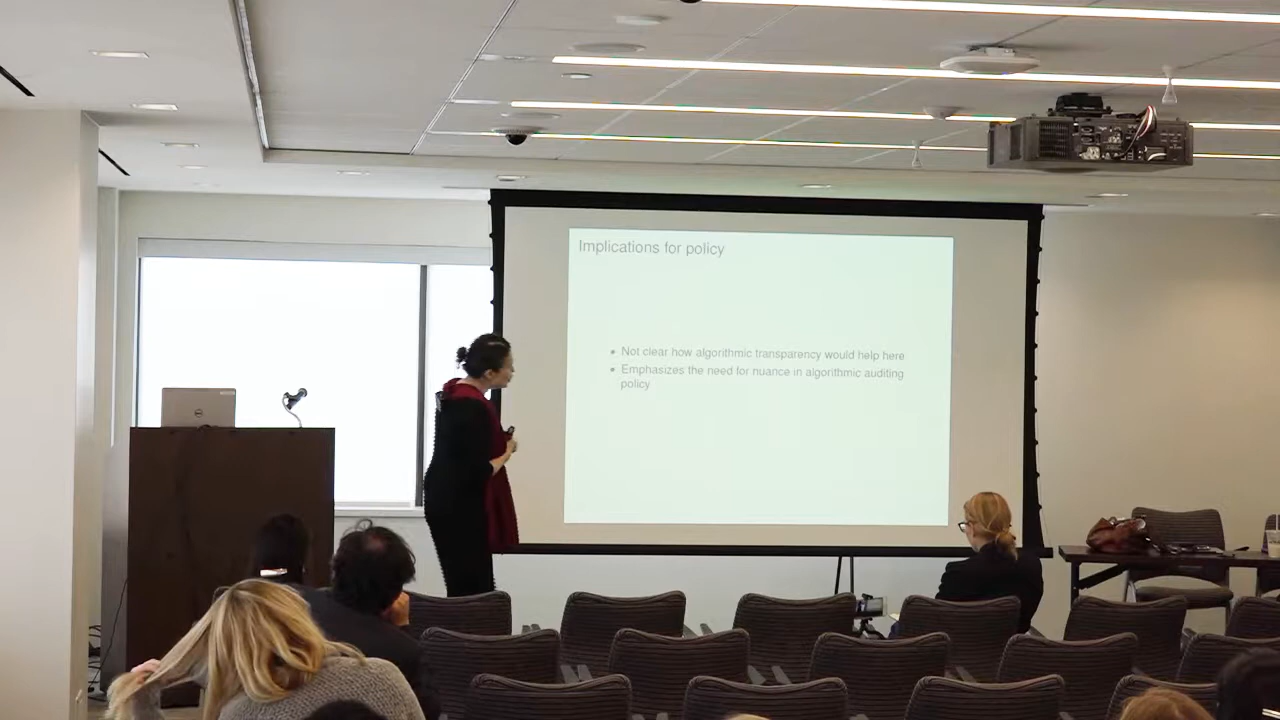 Implications for policy
• Not clear how algorithmic transparency would help here
• Emphasizes the need for nuance in algorithmic auditing
policy